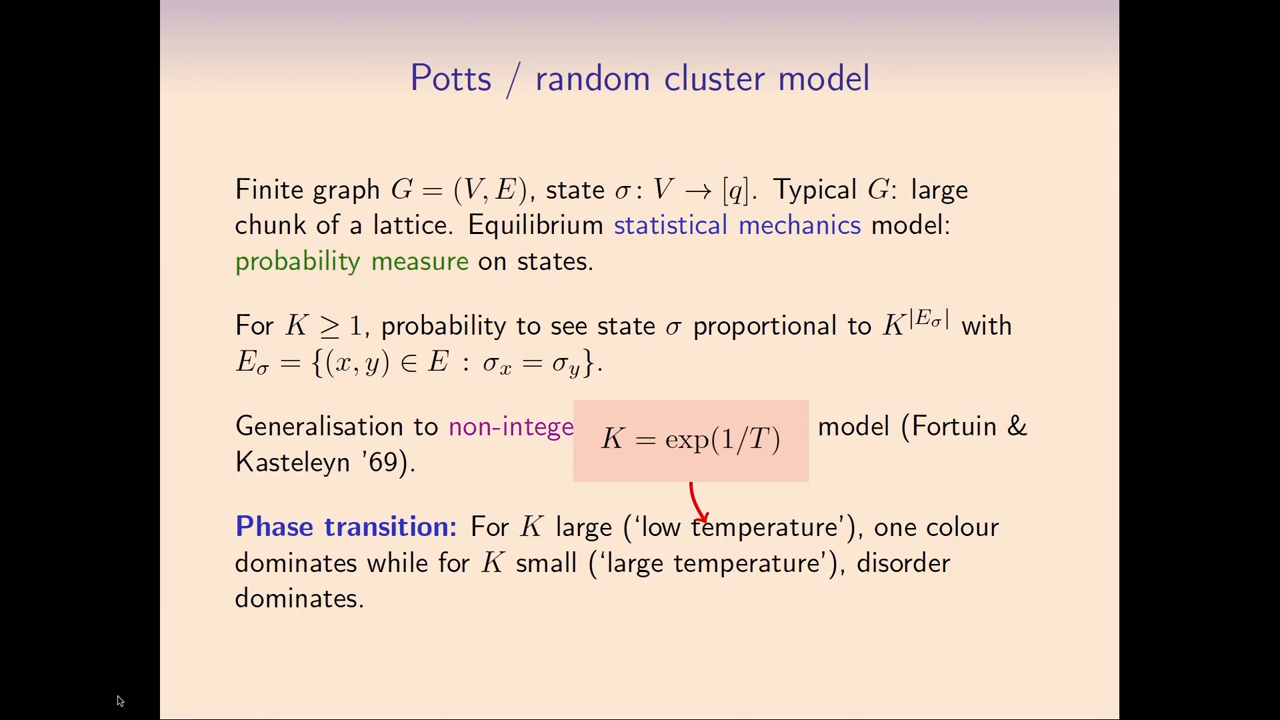 Potts / random cluster model
Finite graph G = (V, E), state σ: V → [q]. Typical G: large
chunk of a lattice. Equilibrium statistical mechanics model:
probability measure on states.
For K ≥ 1, probability to see state σ proportional to K^{|E_σ|} with
E_σ = {(x, y) ∈ E : σ_x = σ_y}.
Generalisation to non-intege model (Fortuin &
K = exp(1/T)
Kasteleyn '69).
Phase transition: For K large ('low temperature'), one colour
dominates while for K small ('large temperature'), disorder
dominates.